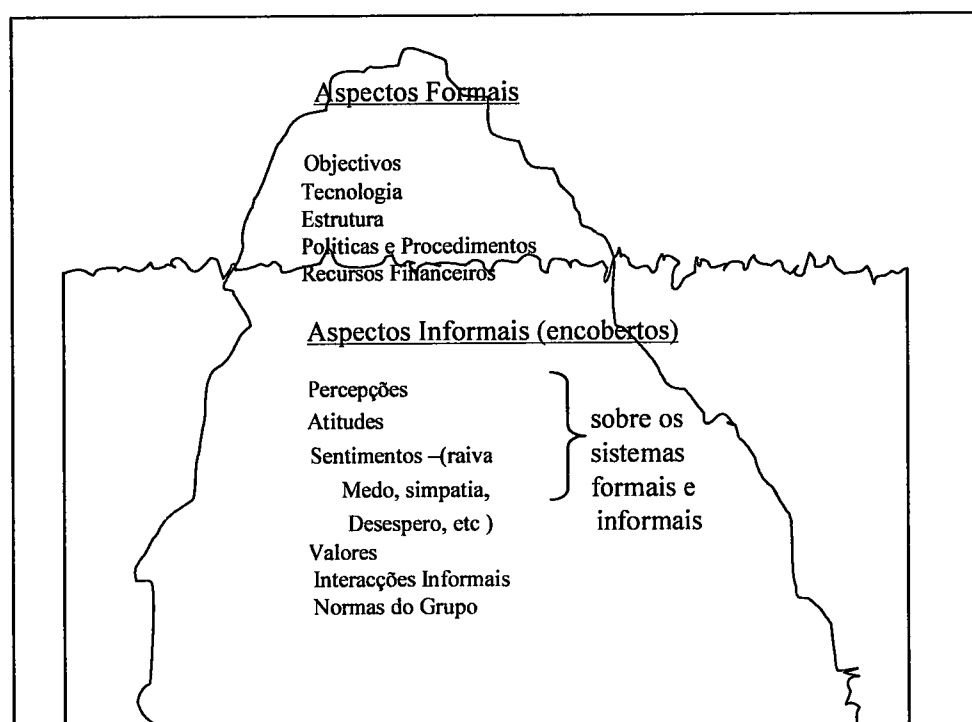 Aspectos Formais
Objectivos
Tecnologia
Estrutura
Politicas e Procedimentos
Recursos Financeiros
Aspectos Informais (encobertos)
Percepções
Atitudes
Sentimentos –(raiva
Medo, simpatia,
Desespero, etc )
Valores
Interacções Informais
Normas do Grupo
sobre os
sistemas
formais e
informais